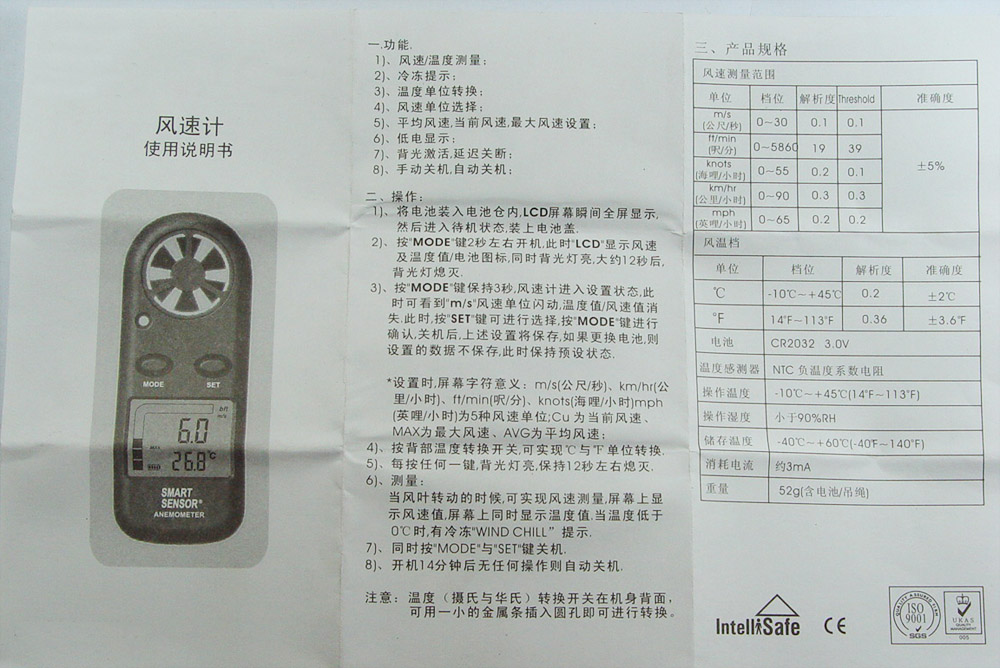 风速计
使用说明书
bft
m/s
6.0
MAX
26.8℃
MODE
SET
SMART
SENSOR®
ANEMOMETER
一.功能.
1)、风速/温度测量;
2)、冷冻提示;
3)、温度单位转换;
4)、风速单位选择;
5)、平均风速,当前风速,最大风速设置;
6)、低电显示;
7)、背光激活,延迟关断;
8)、手动关机,自动关机;
二、操作:
1)、将电池装入电池仓内,LCD屏幕瞬间全屏显示,
然后进入待机状态,装上电池盖.
2)、按"MODE"键2秒左右开机,此时"LCD"显示风速
及温度值/电池图标,同时背光灯亮,大约12秒后,
背光灯熄灭.
3)、按"MODE"键保持3秒,风速计进入设置状态,此
时可看到"m/s"风速单位闪动,温度值/风速值消
失.此时,按"SET"键可进行选择,按"MODE"键进行
确认,关机后,上述设置将保存,如果更换电池,则
设置的数据不保存,此时保持预设状态.
*设置时,屏幕字符意义: m/s(公尺/秒)、km/hr(公
里/小时)、ft/min(呎/分)、knots(海哩/小时)mph
(英哩/小时)为5种风速单位;Cu 为当前风速、
MAX为最大风速、AVG为平均风速;
4)、按背部温度转换开关,可实现℃与℉单位转换.
5)、每按任何一键,背光灯亮,保持12秒左右熄灭.
6)、测量:
当风叶转动的时候,可实现风速测量,屏幕上显
示风速值,屏幕上同时显示温度值.当温度低于
0℃时,有冷冻"WIND CHILL" 提示.
7)、同时按"MODE"与"SET"键关机.
8)、开机14分钟后无任何操作则自动关机.
注意: 温度（摄氏与华氏）转换开关在机身背面,
可用一小的金属条插入圆孔即可进行转换。
三、产品规格
风速测量范围
单位 档位 解析度 Threshold 准确度
m/s
(公尺/秒) 0~30 0.1 0.1
ft/min
(呎/分) 0~5860 19 39
±5%
knots
(海哩/小时) 0~55 0.2 0.1
km/hr
(公里/小时) 0~90 0.3 0.3
mph
(英哩/小时) 0~65 0.2 0.2
风温档
单位 档位 解析度 准确度
℃ -10℃~+45℃ 0.2 ±2℃
℉ 14℉~113℉ 0.36 ±3.6℉
电池 CR2032 3.0V
温度感测器 NTC 负温度系数电阻
操作温度 -10℃~+45℃(14℉~113℉)
操作湿度 小于90%RH
储存温度 -40℃~+60℃(-40℉~140℉)
消耗电流 约3mA
重量 52g(含电池/吊绳)
IntelliSafe CE
QUALITY ASSURED FIRM
ISO
9001
SGS
UKAS
QUALITY
MANAGEMENT
005